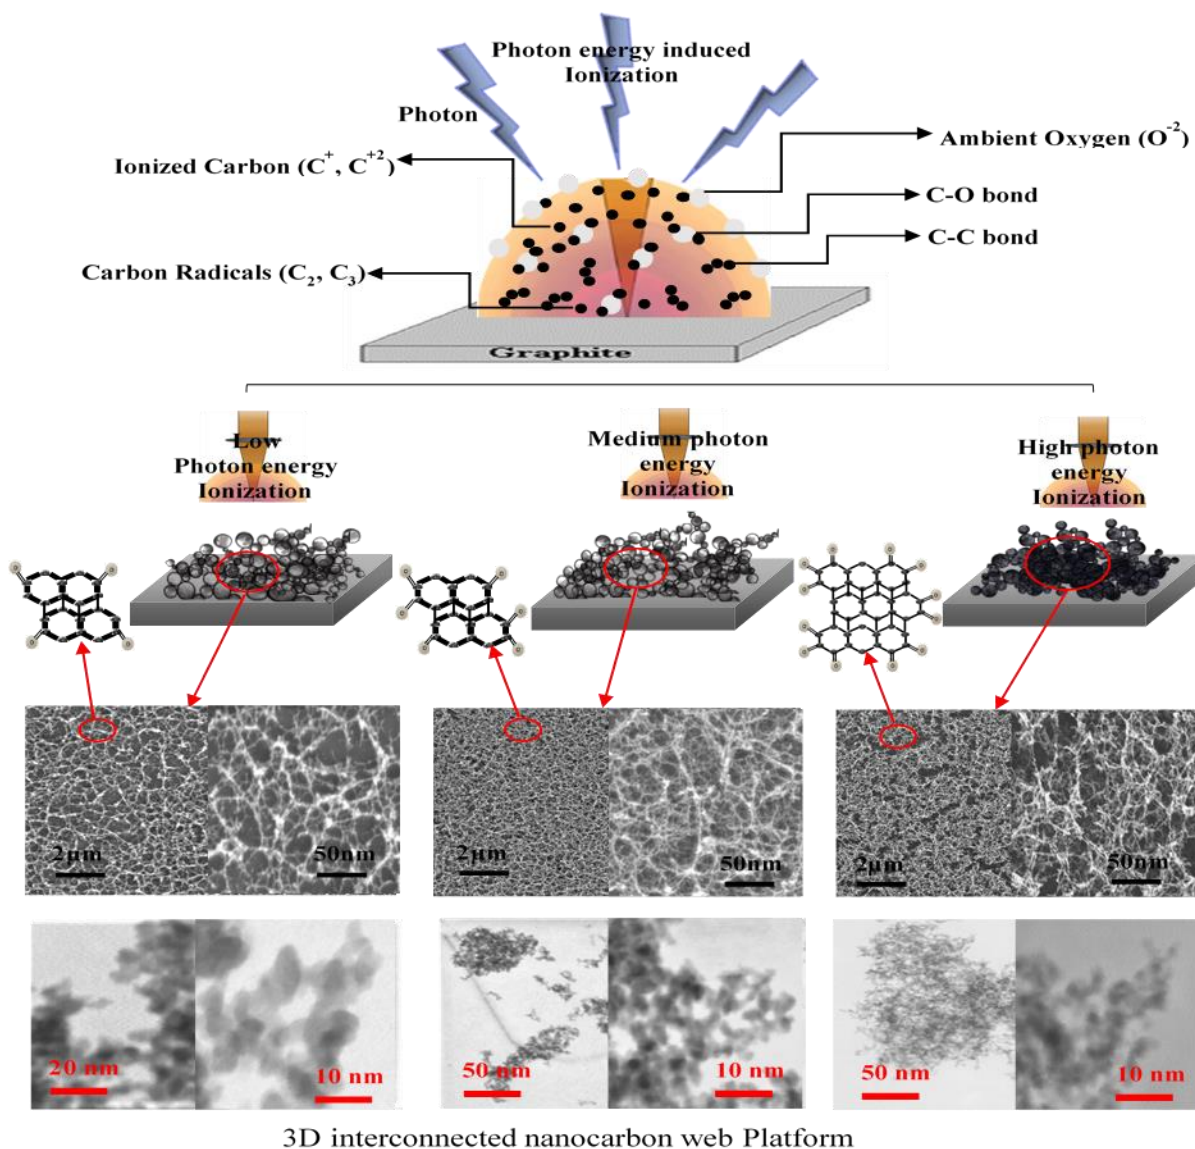 Photon energy induced
Ionization
Photon
Ambient Oxygen (O⁻²)
Ionized Carbon (C⁺, C⁺²)
C-O bond
C-C bond
Carbon Radicals (C₂, C₃)
Graphite
Low
Photon energy
Ionization
Medium photon
energy
Ionization
High photon
energy
Ionization
2μm
50nm
2μm
50nm
2μm
50nm
20 nm
10 nm
50 nm
10 nm
50 nm
10 nm
3D interconnected nanocarbon web Platform